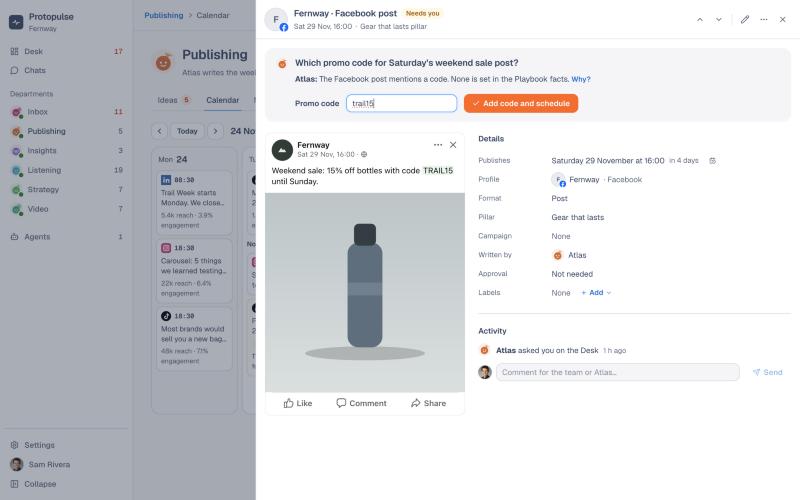 Protopulse
Fernway
Desk 17
Chats
Departments
Inbox 11
Publishing 5
Insights 3
Listening 19
Strategy 7
Video 7
Agents 1
Settings
Sam Rivera
Collapse
Publishing > Calendar
Publishing
Atlas writes the
Ideas 5 Calendar
Today 24 No
Mon 24
08:30
Trail Week starts
Monday. We close...
5.4k reach · 3.9%
engagement
18:30
Carousel: 5 things
we learned testing...
22k reach · 6.4%
engagement
18:30
Most brands would
sell you a new bag...
48k reach · 7.1%
engagement
F Fernway · Facebook post Needs you
Sat 29 Nov, 16:00 · Gear that lasts pillar
Which promo code for Saturday's weekend sale post?
Atlas: The Facebook post mentions a code. None is set in the Playbook facts. Why?
Promo code trail15 Add code and schedule
Fernway
Sat 29 Nov, 16:00 ·
Weekend sale: 15% off bottles with code TRAIL15
until Sunday.
Like Comment Share
Details
Publishes Saturday 29 November at 16:00 in 4 days
Profile F Fernway · Facebook
Format Post
Pillar Gear that lasts
Campaign None
Written by Atlas
Approval Not needed
Labels None + Add
Activity
Atlas asked you on the Desk 1 h ago
Comment for the team or Atlas... Send